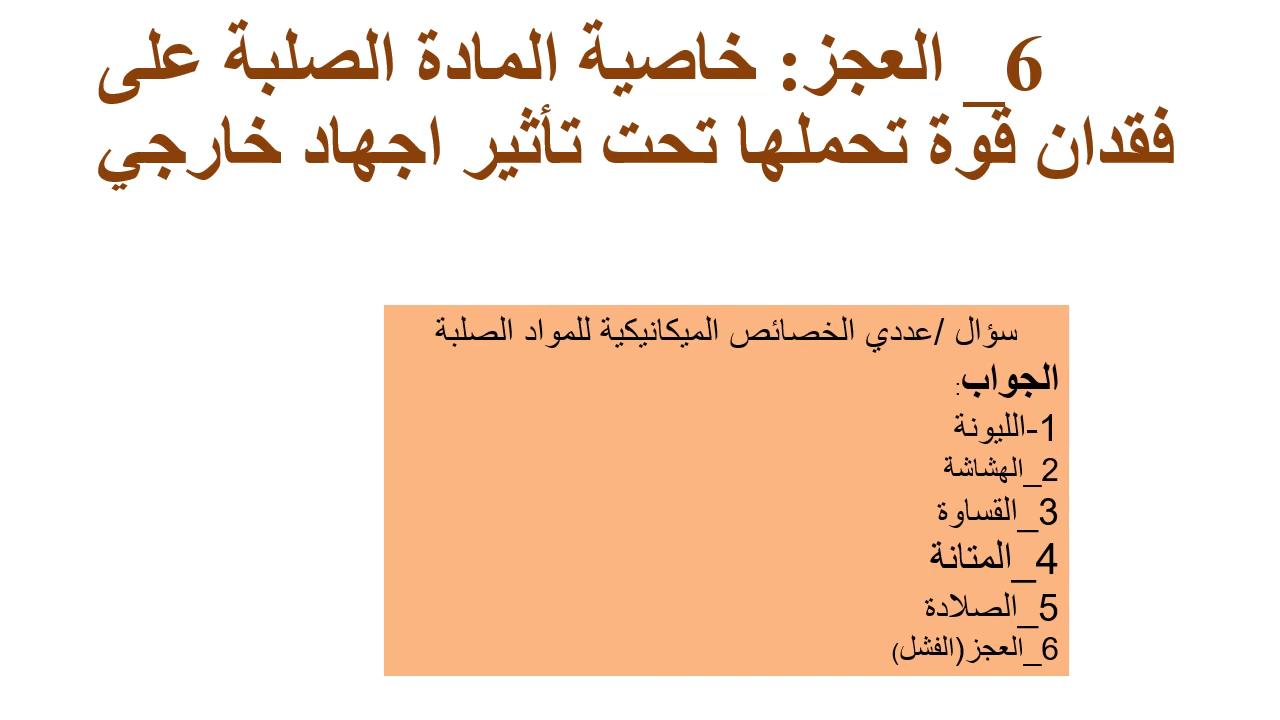 6_ العجز: خاصية المادة الصلبة على
فقدان قوة تحملها تحت تأثير اجهاد خارجي
سؤال /عددي الخصائص الميكانيكية للمواد الصلبة
الجواب:
1-الليونة
2_الهشاشة
3_القساوة
4_المتانة
5_الصلادة
6_العجز(الفشل)